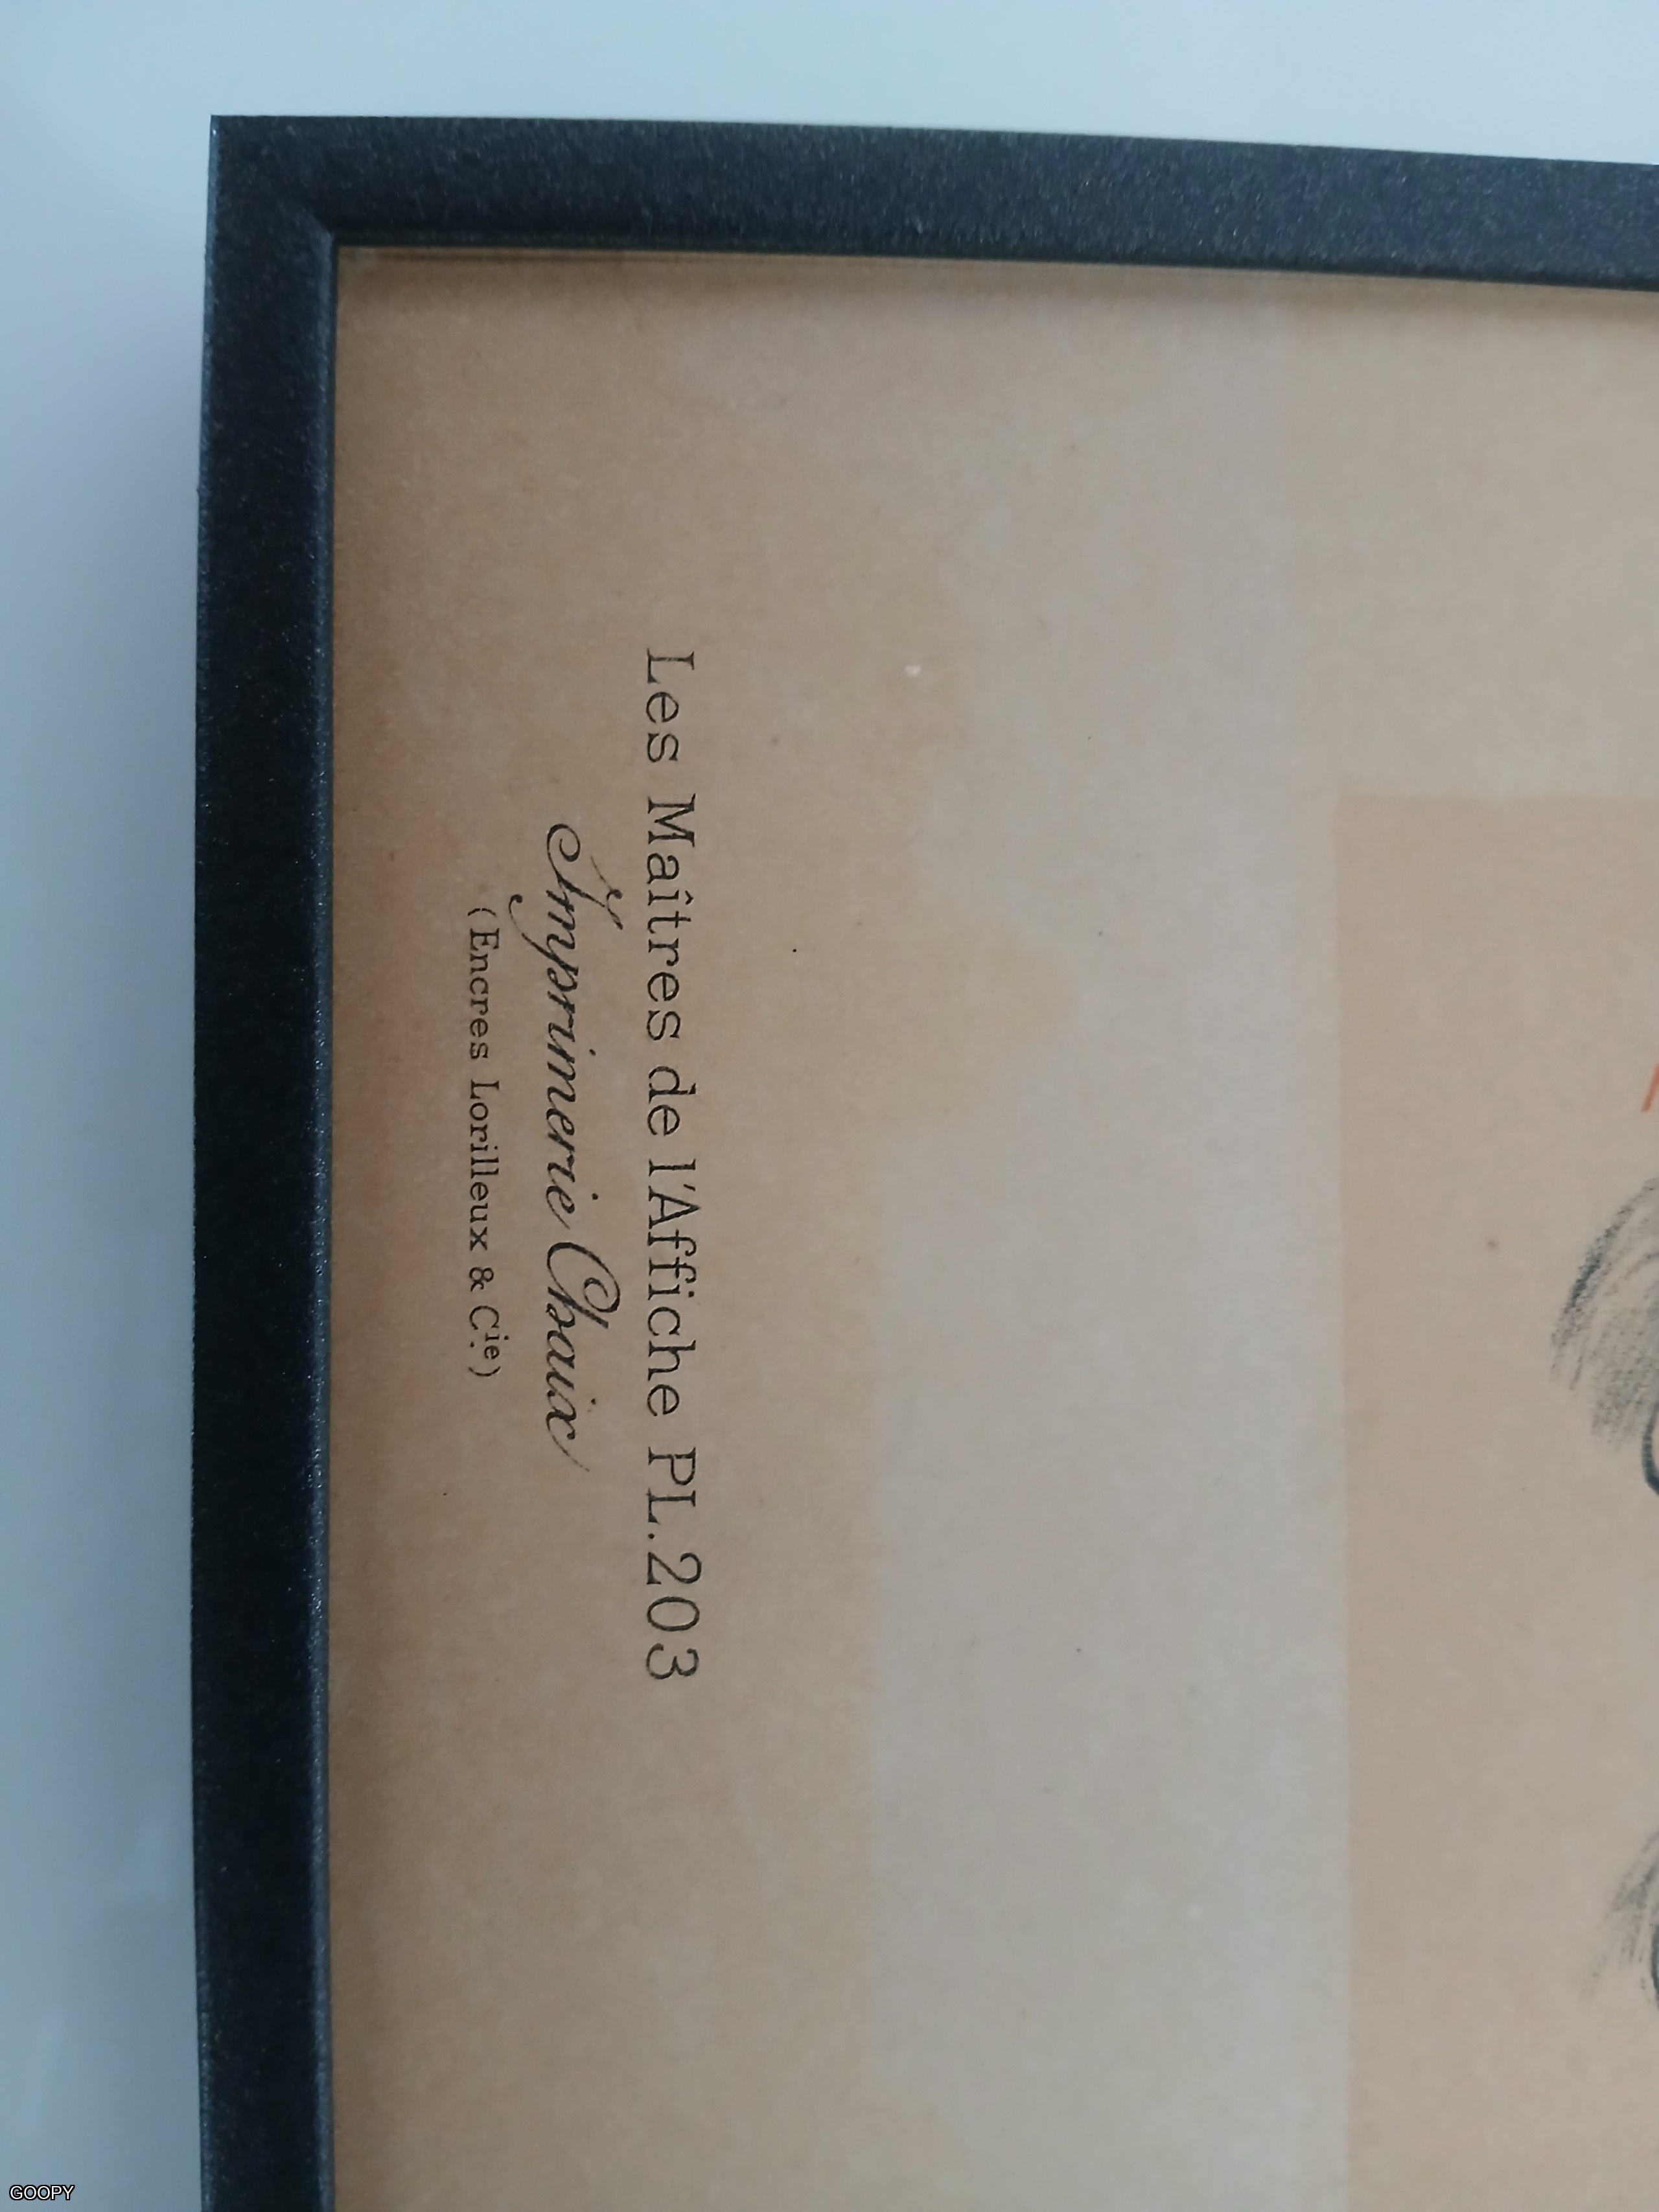 Les Maîtres de l'Affiche PL.203
Imprimerie Chaix
(Encres Lorilleux & Cie)
GOOPY